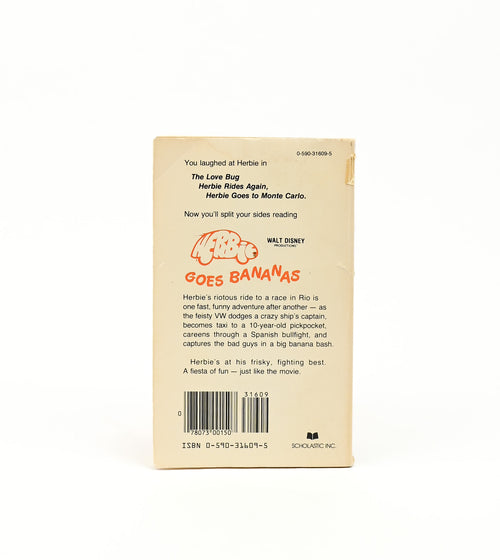 0-590-31609-5
You laughed at Herbie in
The Love Bug
Herbie Rides Again,
Herbie Goes to Monte Carlo.
Now you'll split your sides reading
HERBIE
WALT DISNEY
PRODUCTIONS
GOES BANANAS
Herbie's riotous ride to a race in Rio is
one fast, funny adventure after another — as
the feisty VW dodges a crazy ship's captain,
becomes taxi to a 10-year-old pickpocket,
careens through a Spanish bullfight, and
captures the bad guys in a big banana bash.
Herbie's at his frisky, fighting best.
A fiesta of fun — just like the movie.
31609
0
78073 00150
ISBN 0-590-31609-5
SCHOLASTIC INC.